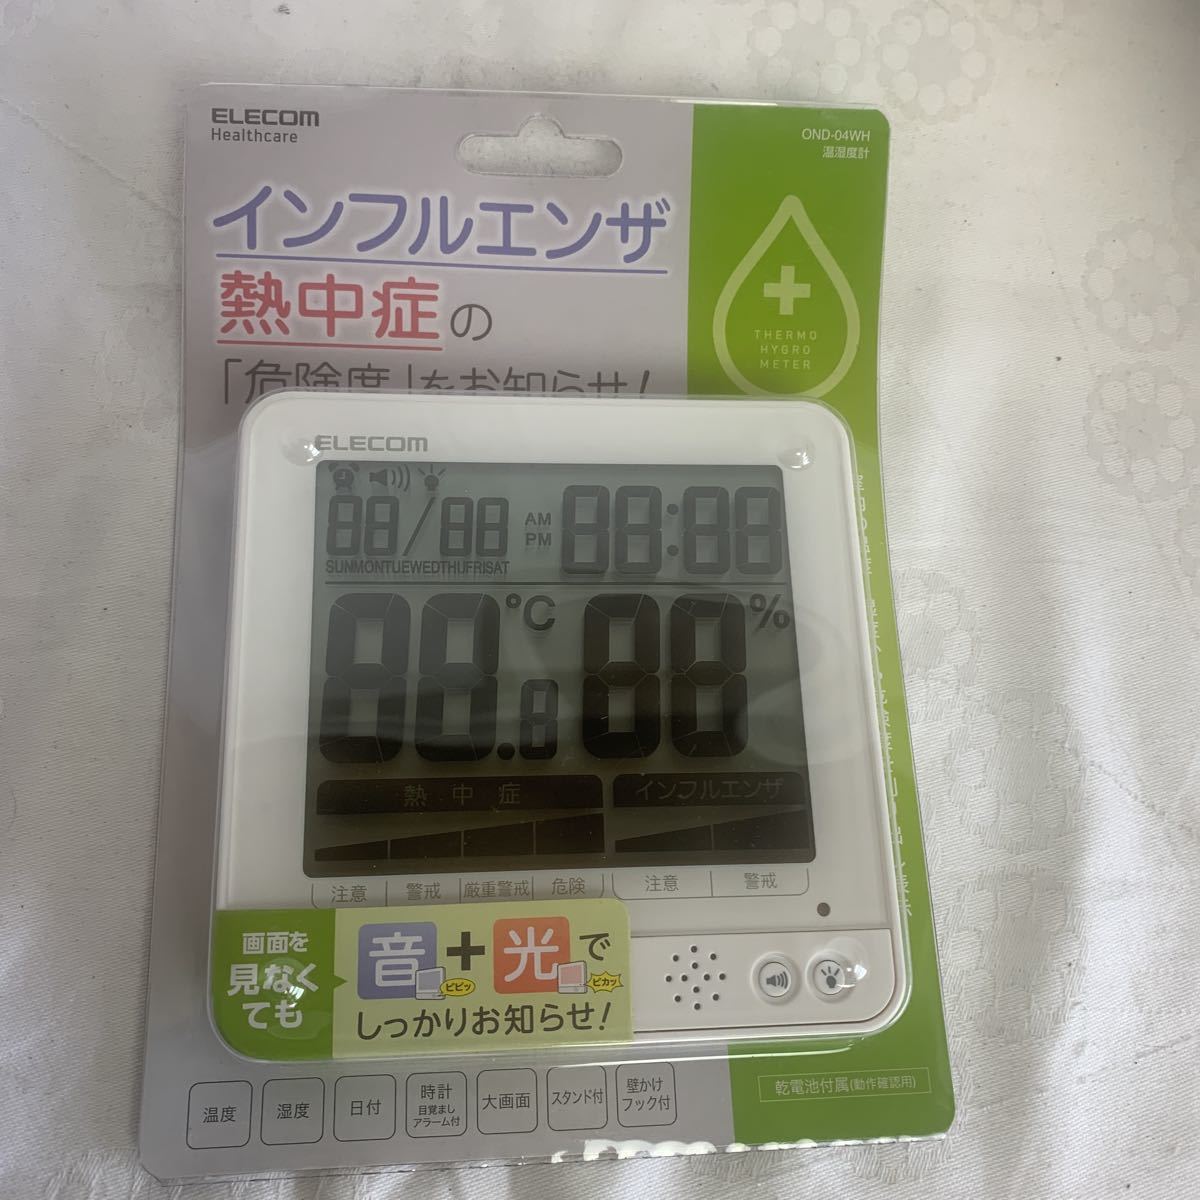 ELECOM
Healthcare
OND-04WH
温湿度計
インフルエンザ
熱中症の
「危険度」をお知らせ!
THERMO
HYGRO
METER
ELECOM
88/88
AM
PM
88:88
SUNMONTUEWEDTHUFRISAT
88.8℃
88%
熱中症
インフルエンザ
注意
警戒
厳重警戒
危険
注意
警戒
画面を
見なく
ても
音+光で
ピピッ
ピカッ
しっかりお知らせ!
温度
湿度
日付
時計
目覚まし
アラーム付
大画面
スタンド付
壁かけ
フック付
乾電池付属(動作確認用)